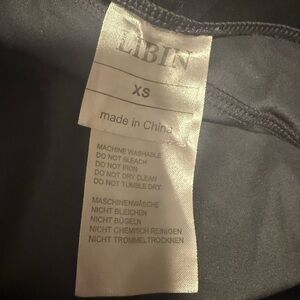 LIBIN
XS
made in China
MACHINE WASHABLE
DO NOT BLEACH
DO NOT IRON
DO NOT DRY CLEAN
DO NOT TUMBLE DRY
MASCHINENWÄSCHE
NICHT BLEICHEN
NICHT BÜGELN
NICHT CHEMISCH REINIGEN
NICHT TROMMELTROCKNEN